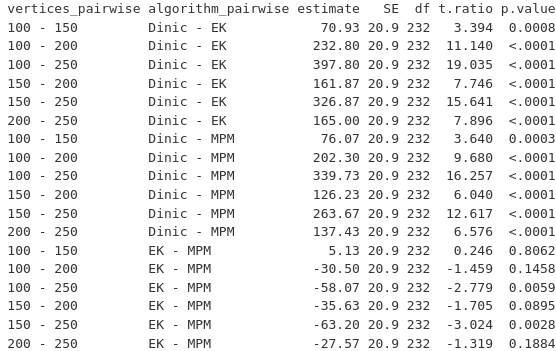 vertices_pairwise algorithm_pairwise estimate   SE  df t.ratio p.value
100 - 150         Dinic - EK            70.93 20.9 232   3.394  0.0008
100 - 200         Dinic - EK           232.80 20.9 232  11.140  <.0001
100 - 250         Dinic - EK           397.80 20.9 232  19.035  <.0001
150 - 200         Dinic - EK           161.87 20.9 232   7.746  <.0001
150 - 250         Dinic - EK           326.87 20.9 232  15.641  <.0001
200 - 250         Dinic - EK           165.00 20.9 232   7.896  <.0001
100 - 150         Dinic - MPM           76.07 20.9 232   3.640  0.0003
100 - 200         Dinic - MPM          202.30 20.9 232   9.680  <.0001
100 - 250         Dinic - MPM          339.73 20.9 232  16.257  <.0001
150 - 200         Dinic - MPM          126.23 20.9 232   6.040  <.0001
150 - 250         Dinic - MPM          263.67 20.9 232  12.617  <.0001
200 - 250         Dinic - MPM          137.43 20.9 232   6.576  <.0001
100 - 150         EK - MPM               5.13 20.9 232   0.246  0.8062
100 - 200         EK - MPM             -30.50 20.9 232  -1.459  0.1458
100 - 250         EK - MPM             -58.07 20.9 232  -2.779  0.0059
150 - 200         EK - MPM             -35.63 20.9 232  -1.705  0.0895
150 - 250         EK - MPM             -63.20 20.9 232  -3.024  0.0028
200 - 250         EK - MPM             -27.57 20.9 232  -1.319  0.1884